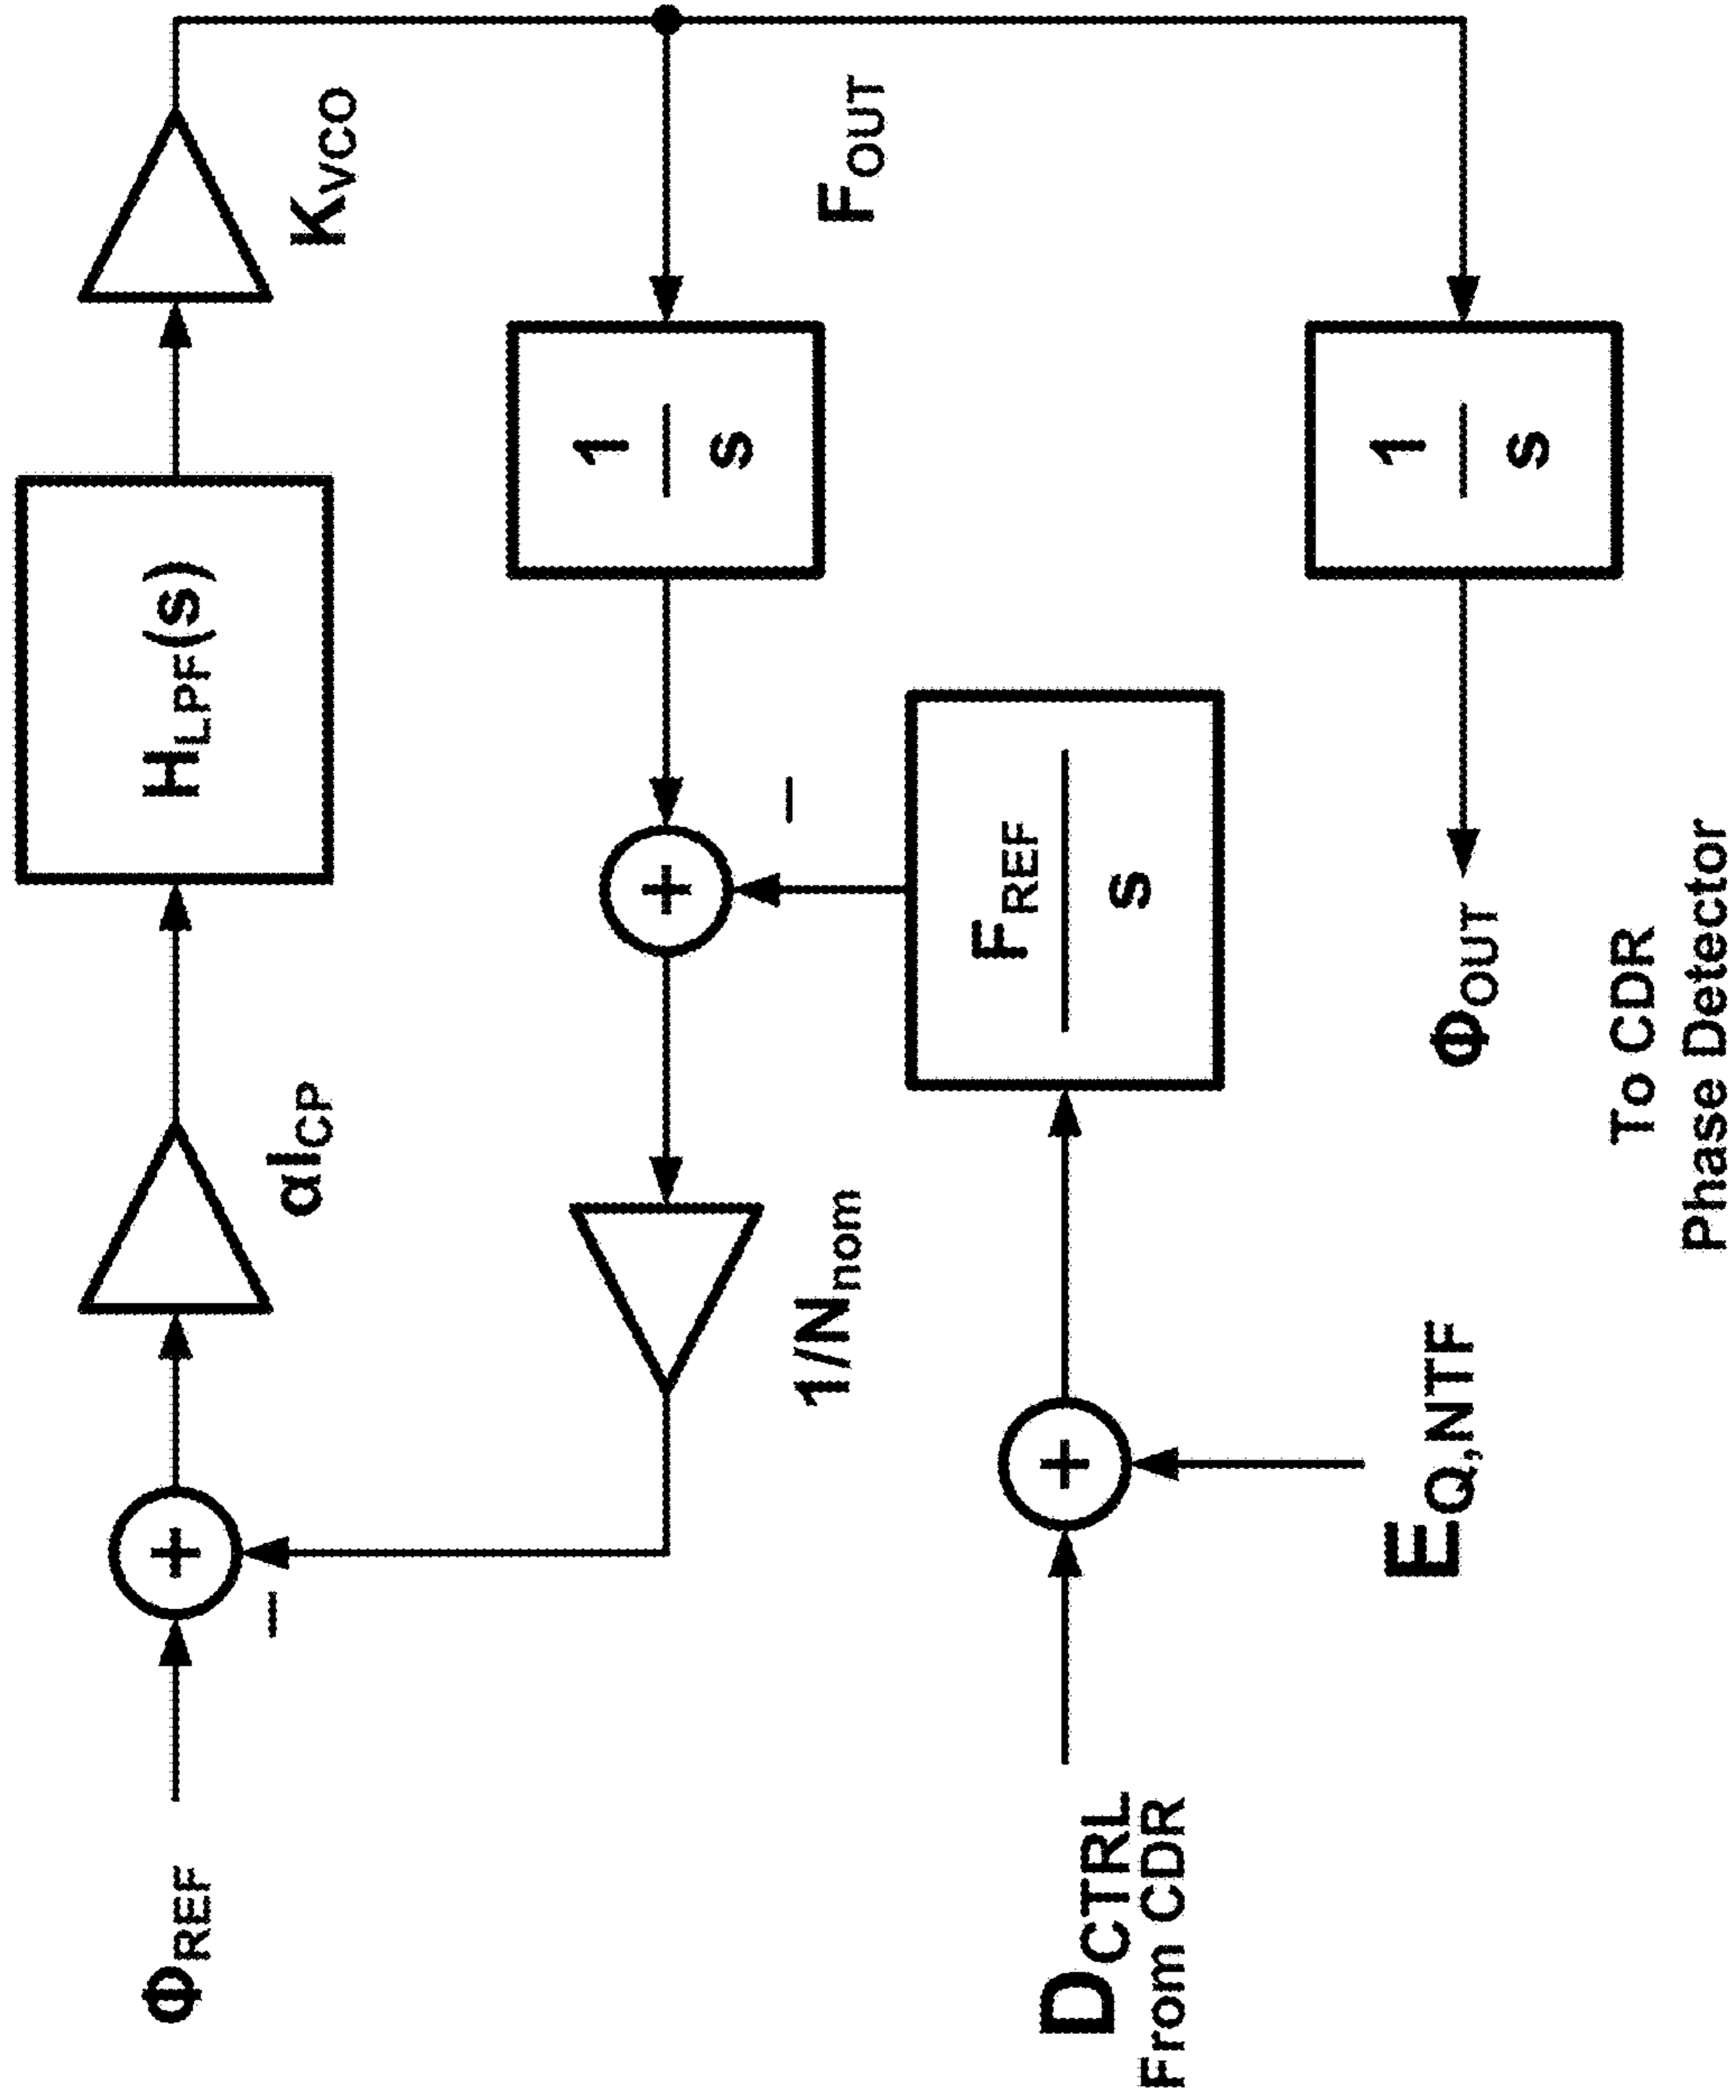 Φ_REF
+
−
αI_CP
H_LPF(s)
K_VCO
1/N_nom
+
−
1
s
F_OUT
D_CTRL
From CDR
+
E_Q,NTF
F_REF
s
Φ_OUT
1
s
To CDR
Phase Detector